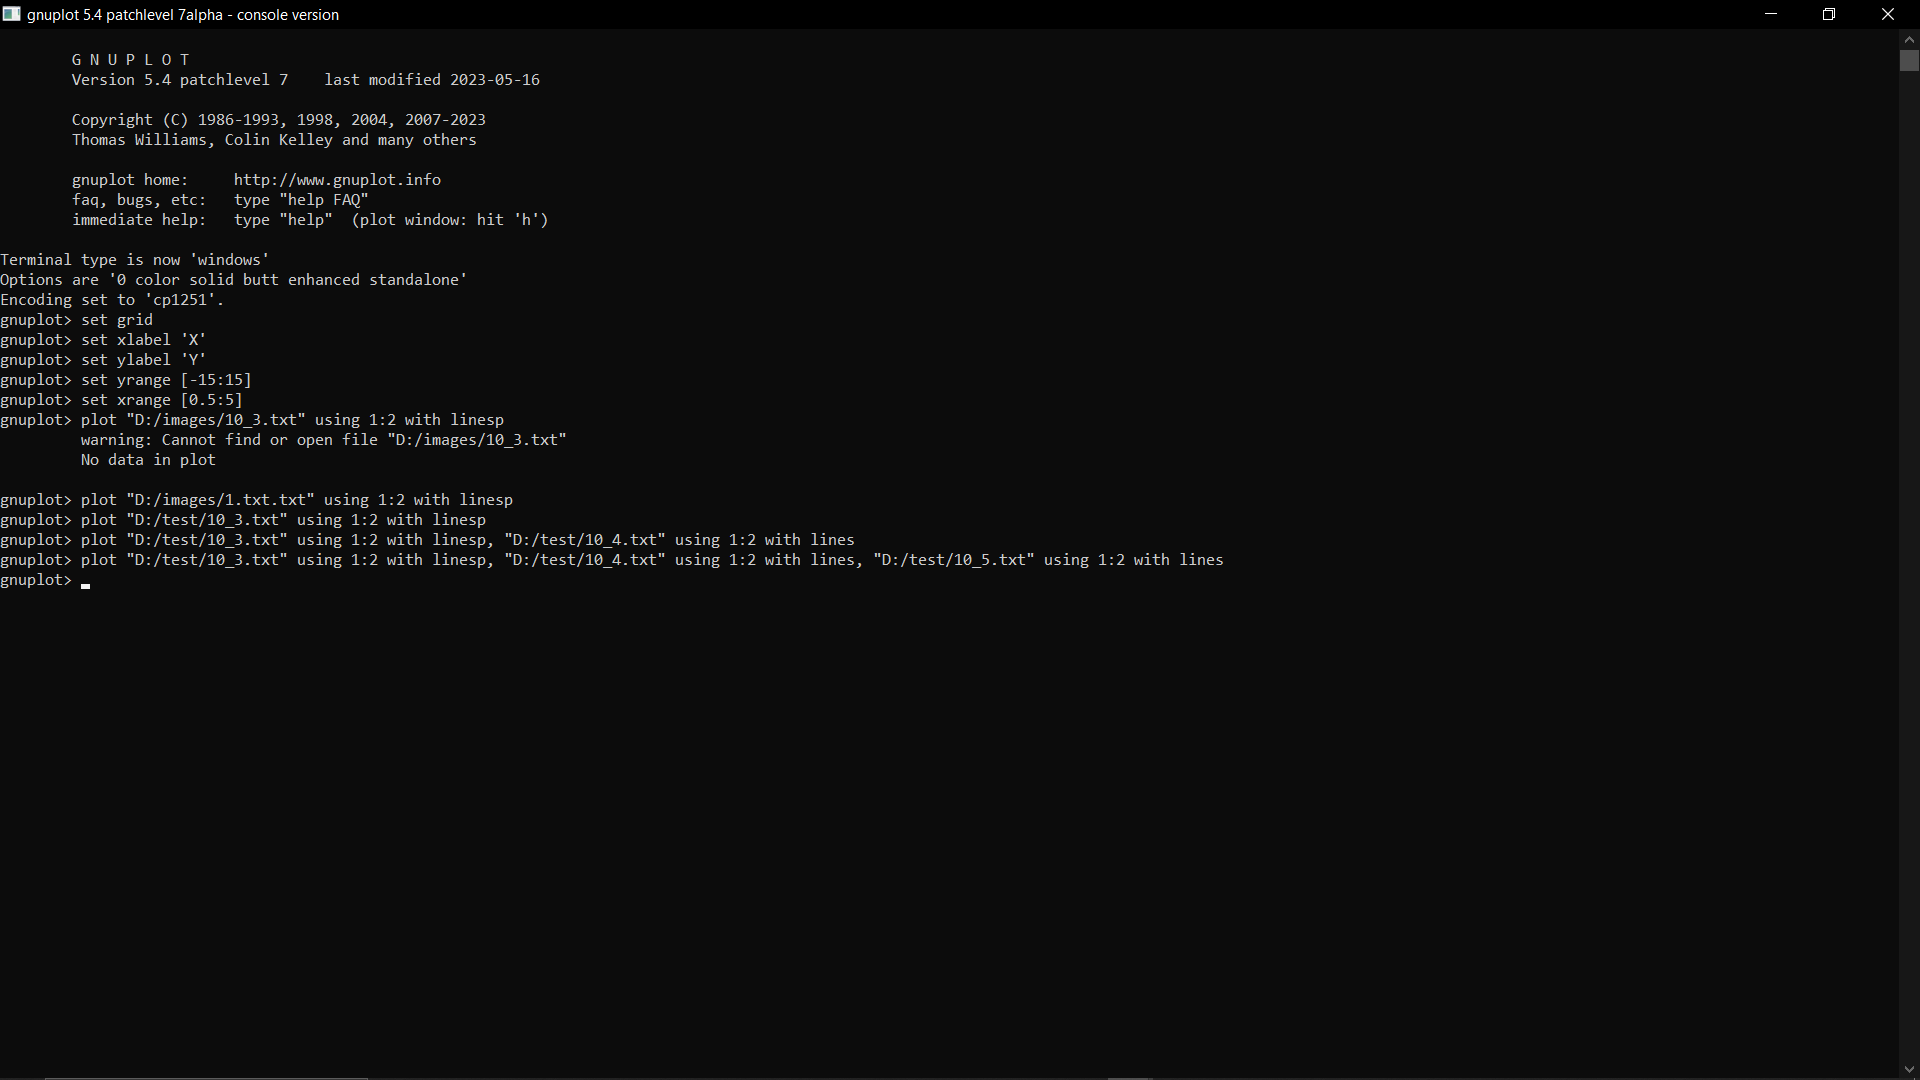 gnuplot 5.4 patchlevel 7alpha - console version
G N U P L O T
Version 5.4 patchlevel 7    last modified 2023-05-16
Copyright (C) 1986-1993, 1998, 2004, 2007-2023
Thomas Williams, Colin Kelley and many others
gnuplot home:     http://www.gnuplot.info
faq, bugs, etc:   type "help FAQ"
immediate help:   type "help"  (plot window: hit 'h')
Terminal type is now 'windows'
Options are '0 color solid butt enhanced standalone'
Encoding set to 'cp1251'.
gnuplot> set grid
gnuplot> set xlabel 'X'
gnuplot> set ylabel 'Y'
gnuplot> set yrange [-15:15]
gnuplot> set xrange [0.5:5]
gnuplot> plot "D:/images/10_3.txt" using 1:2 with linesp
warning: Cannot find or open file "D:/images/10_3.txt"
No data in plot
gnuplot> plot "D:/images/1.txt.txt" using 1:2 with linesp
gnuplot> plot "D:/test/10_3.txt" using 1:2 with linesp
gnuplot> plot "D:/test/10_3.txt" using 1:2 with linesp, "D:/test/10_4.txt" using 1:2 with lines
gnuplot> plot "D:/test/10_3.txt" using 1:2 with linesp, "D:/test/10_4.txt" using 1:2 with lines, "D:/test/10_5.txt" using 1:2 with lines
gnuplot>